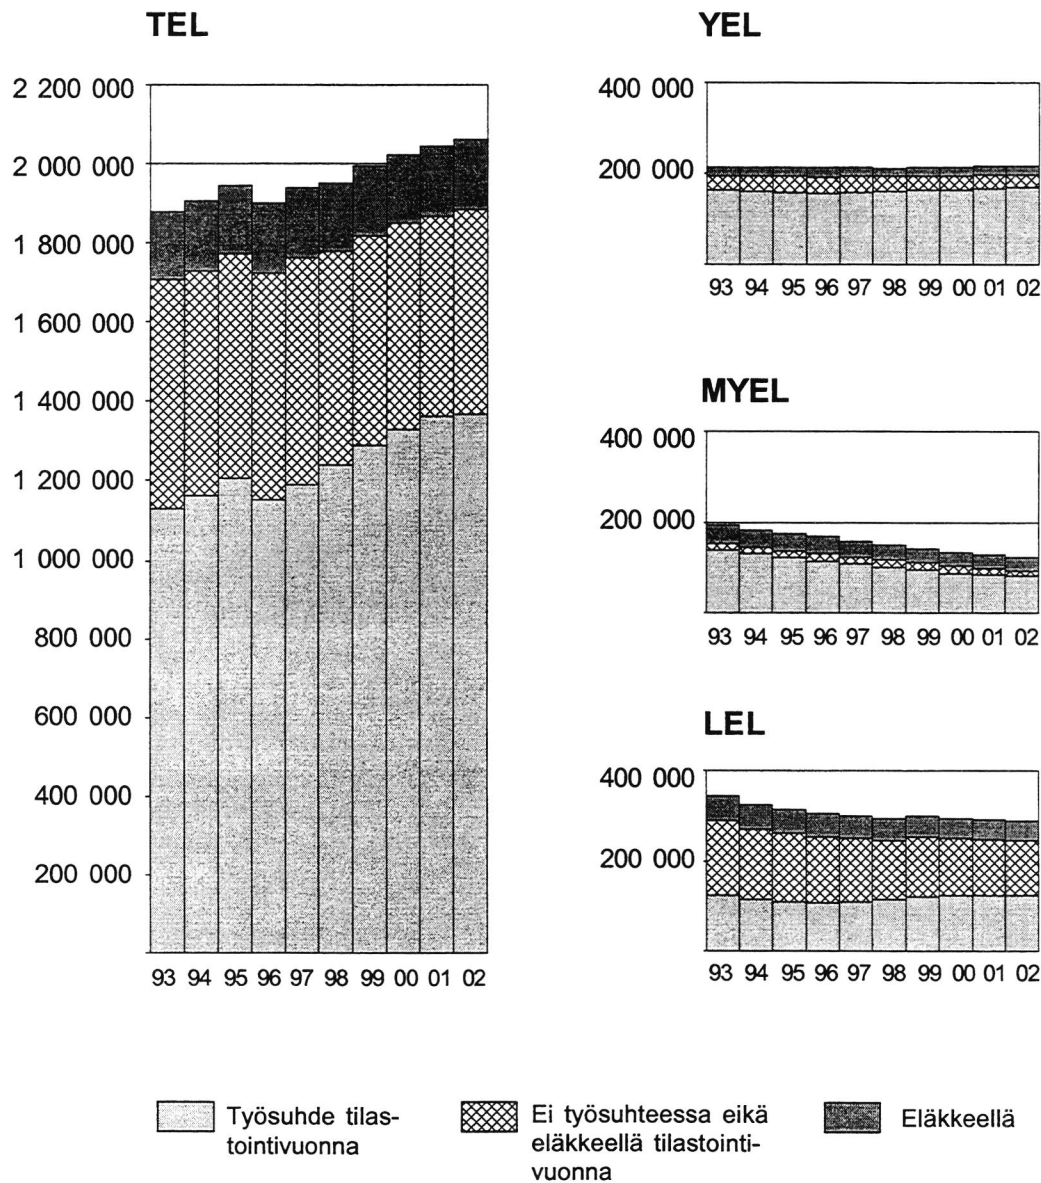 TEL
2 200 000
2 000 000
1 800 000
1 600 000
1 400 000
1 200 000
1 000 000
800 000
600 000
400 000
200 000
93 94 95 96 97 98 99 00 01 02
YEL
400 000
200 000
93 94 95 96 97 98 99 00 01 02
MYEL
400 000
200 000
93 94 95 96 97 98 99 00 01 02
LEL
400 000
200 000
93 94 95 96 97 98 99 00 01 02
Työsuhde tilas-
tointivuonna
Ei työsuhteessa eikä
eläkkeellä tilastointi-
vuonna
Eläkkeellä